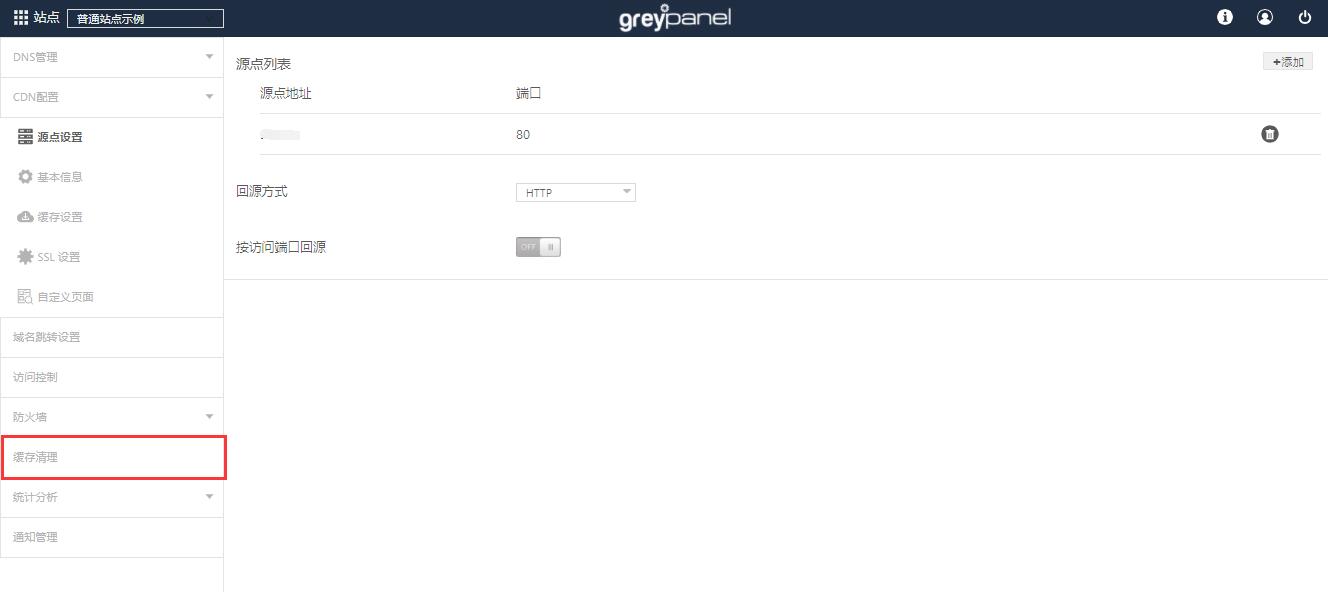 站点 普通站点示例
greypanel
DNS管理
CDN配置
源点设置
基本信息
缓存设置
SSL 设置
自定义页面
域名跳转设置
访问控制
防火墙
缓存清理
统计分析
通知管理
源点列表
+添加
源点地址 端口
80
回源方式 HTTP
按访问端口回源 OFF